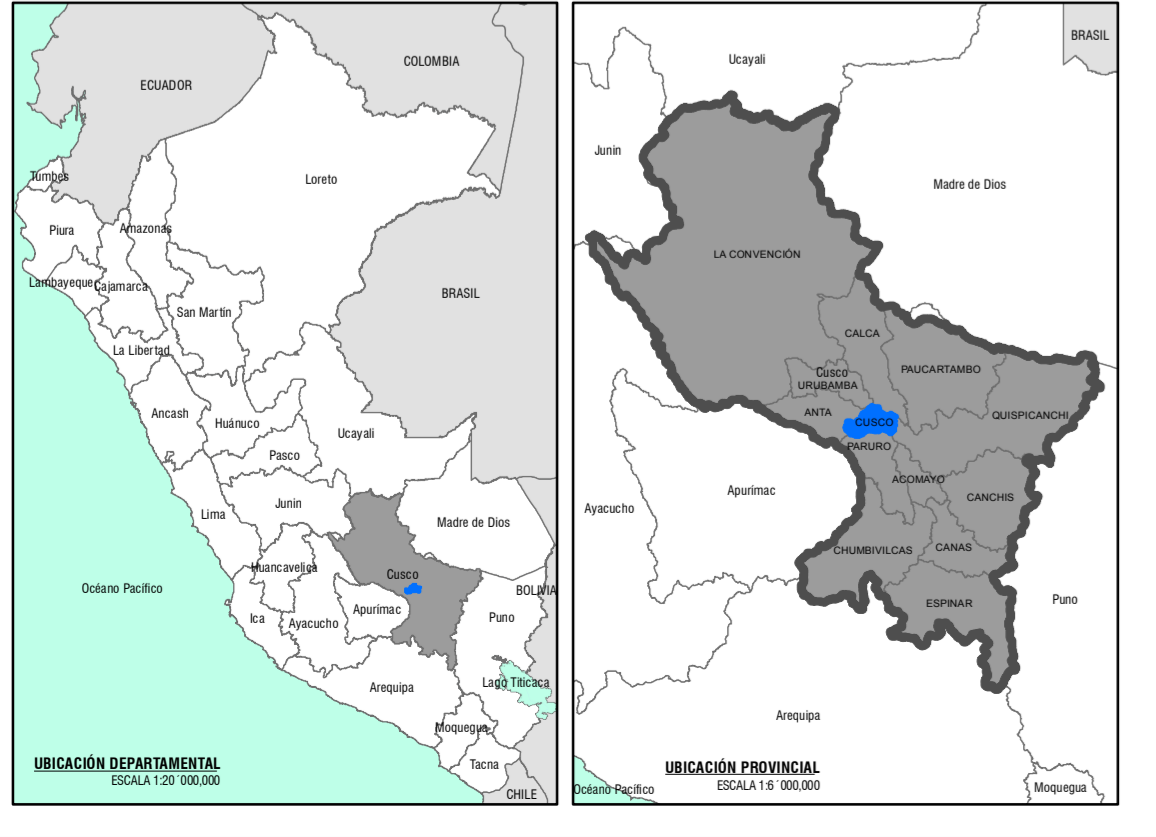 COLOMBIA
ECUADOR
Tumbes
Loreto
Piura
Amazonas
Lambayeque
Cajamarca
San Martín
BRASIL
La Libertad
Ancash
Huánuco
Ucayali
Pasco
Junin
Lima
Madre de Dios
Huancavelica
Cusco
Océano Pacífico
BOLIVIA
Apurímac
Ica
Ayacucho
Puno
Lago Titicaca
Arequipa
Moquegua
Tacna
UBICACIÓN DEPARTAMENTAL
ESCALA 1:20´000,000
CHILE
BRASIL
Ucayali
Junin
Madre de Dios
LA CONVENCIÓN
CALCA
PAUCARTAMBO
Cusco
URUBAMBA
ANTA
QUISPICANCHI
CUSCO
PARURO
ACOMAYO
Apurímac
CANCHIS
Ayacucho
CHUMBIVILCAS
CANAS
ESPINAR
Puno
Arequipa
UBICACIÓN PROVINCIAL
ESCALA 1:6´000,000
Océano Pacífico
Moquegua